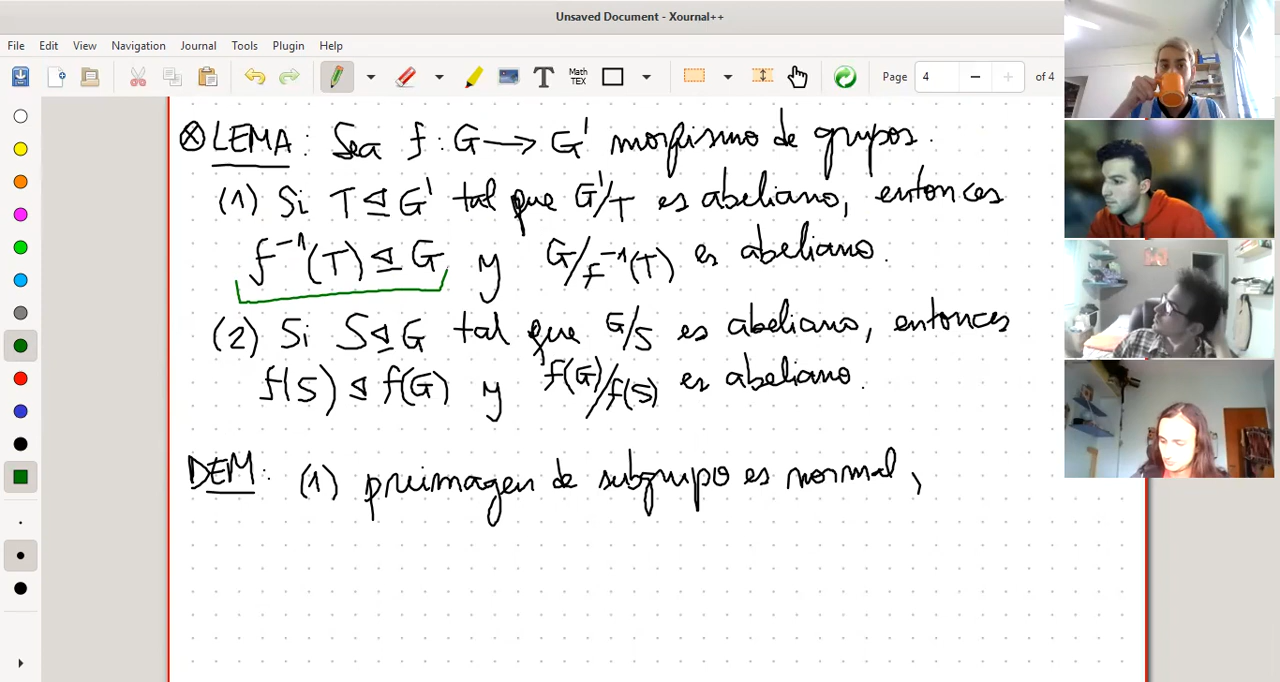 Unsaved Document - Xournal++
File Edit View Navigation Journal Tools Plugin Help
T Math TEX Page 4 of 4
⊗ LEMA: Sea f: G → G' morfismo de grupos.
(1) Si T ⊴ G' tal que G'/T es abeliano, entonces
f⁻¹(T) ⊴ G y G/f⁻¹(T) es abeliano.
(2) Si S ⊴ G tal que G/S es abeliano, entonces
f(S) ⊴ f(G) y f(G)/f(S) es abeliano.
DEM: (1) preimagen de subgrupo es normal,